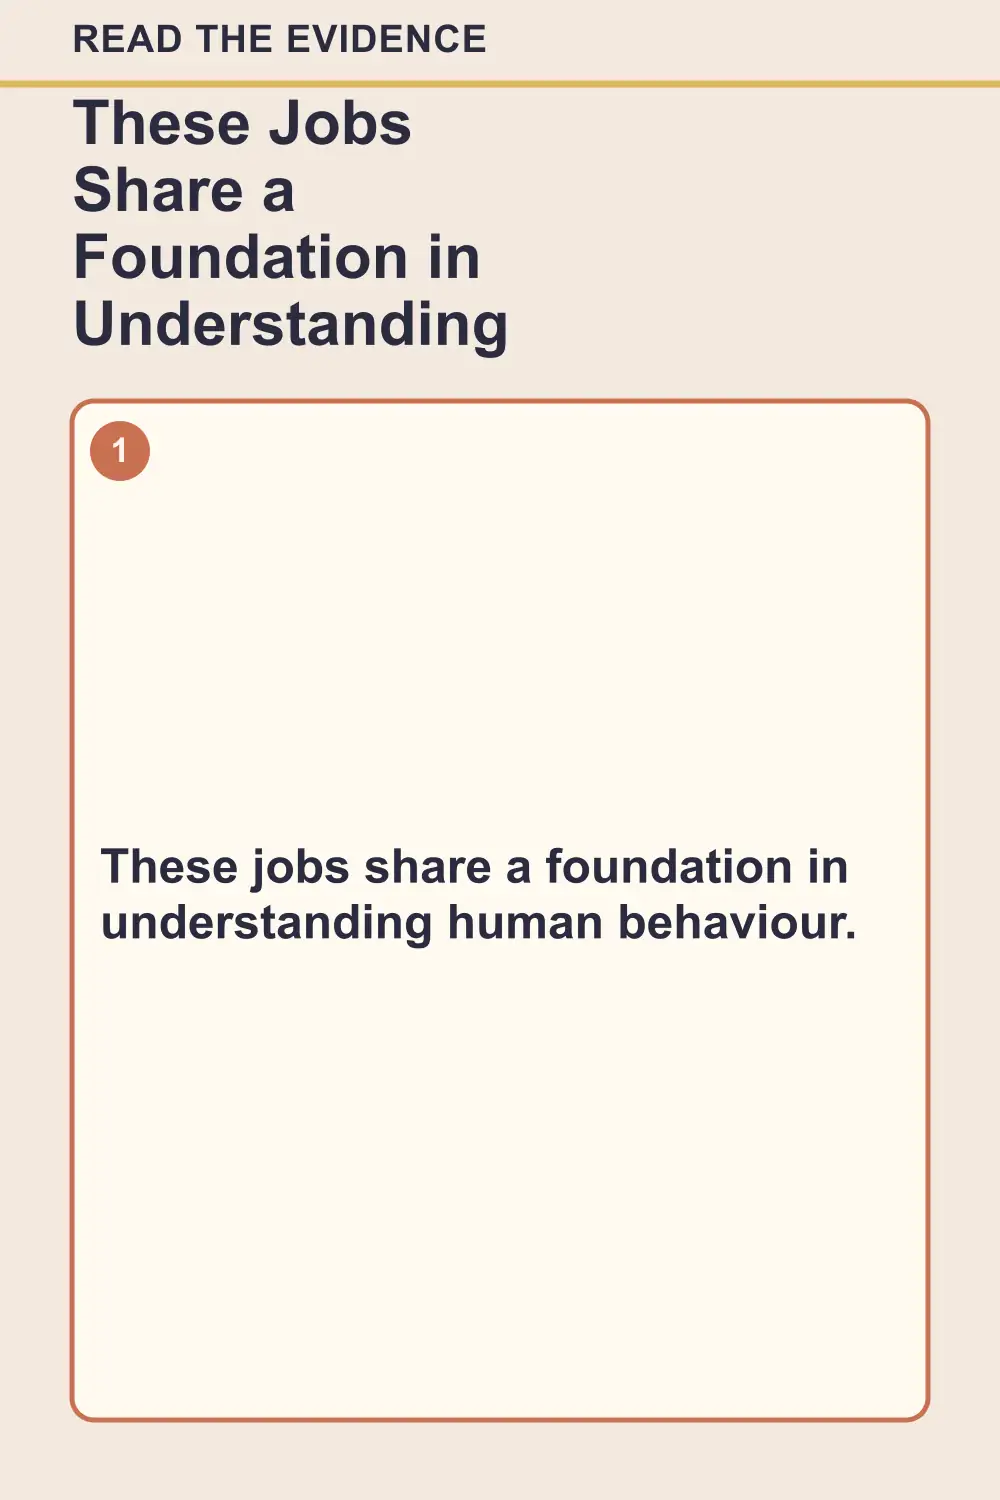 READ THE EVIDENCE
These Jobs
Share a
Foundation in
Understanding
1
These jobs share a foundation in
understanding human behaviour.